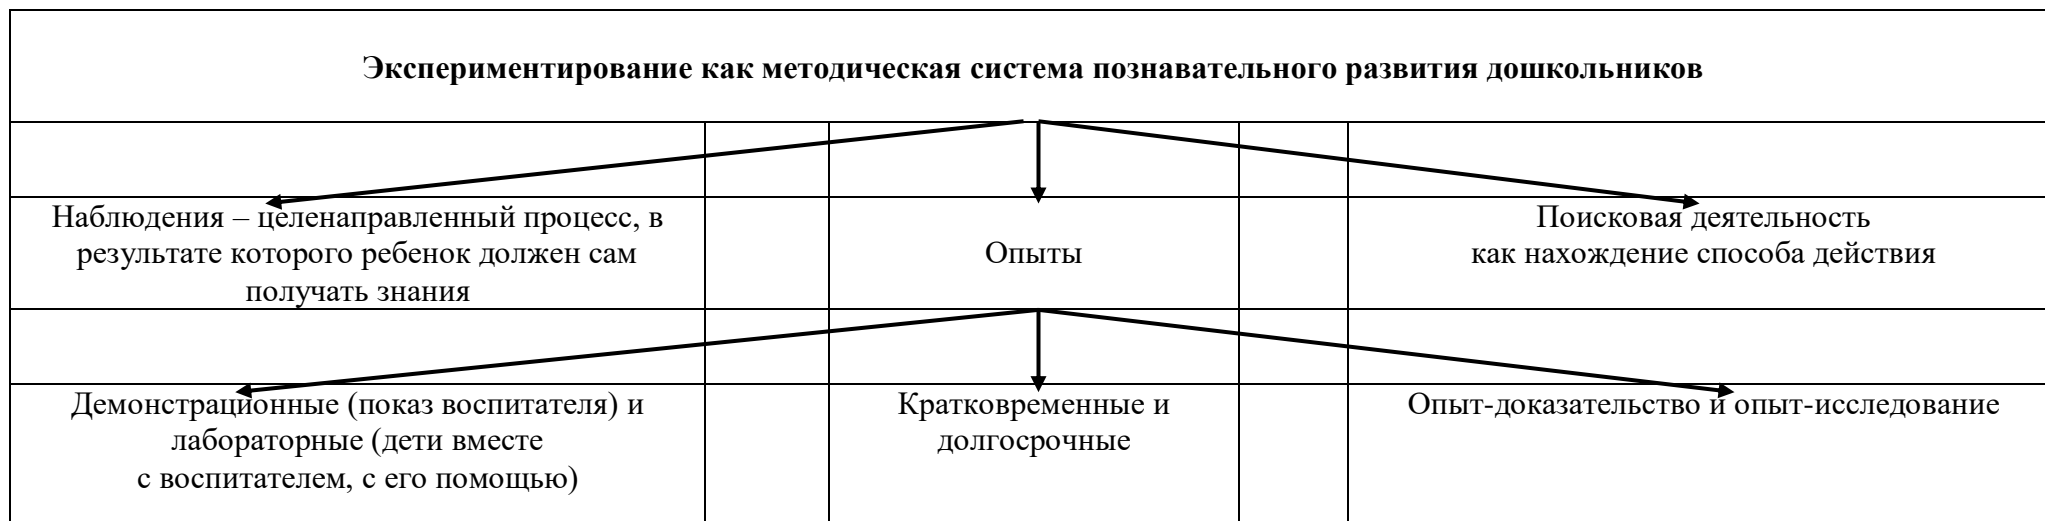 Экспериментирование как методическая система познавательного развития дошкольников
Наблюдения – целенаправленный процесс, в
результате которого ребенок должен сам
получать знания
Опыты
Поисковая деятельность
как нахождение способа действия
Демонстрационные (показ воспитателя) и
лабораторные (дети вместе
с воспитателем, с его помощью)
Кратковременные и
долгосрочные
Опыт-доказательство и опыт-исследование